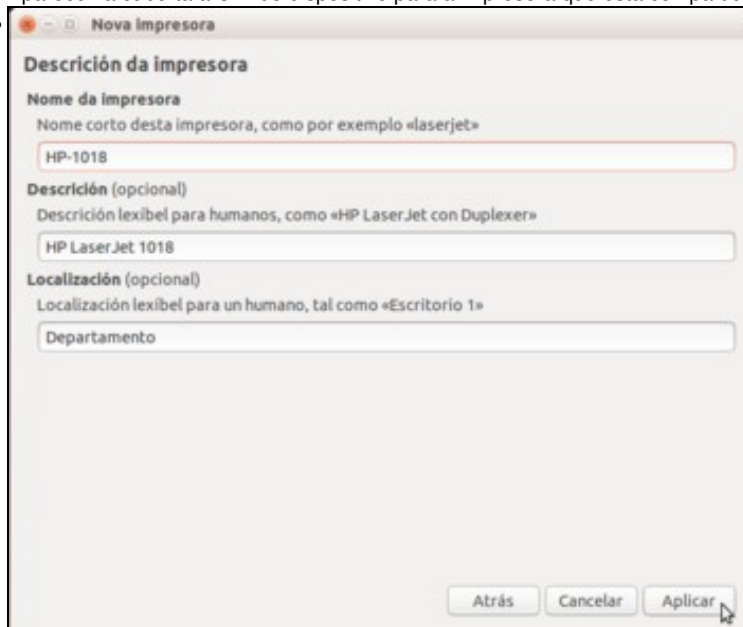 Nova impresora
Descrición da impresora
Nome da impresora
Nome corto desta impresora, como por exemplo «laserjet»
HP-1018
Descrición (opcional)
Descrición lexíbel para humanos, como «HP LaserJet con Duplexer»
HP LaserJet 1018
Localización (opcional)
Localización lexíbel para un humano, tal como «Escritorio 1»
Departamento
Atrás Cancelar Aplicar